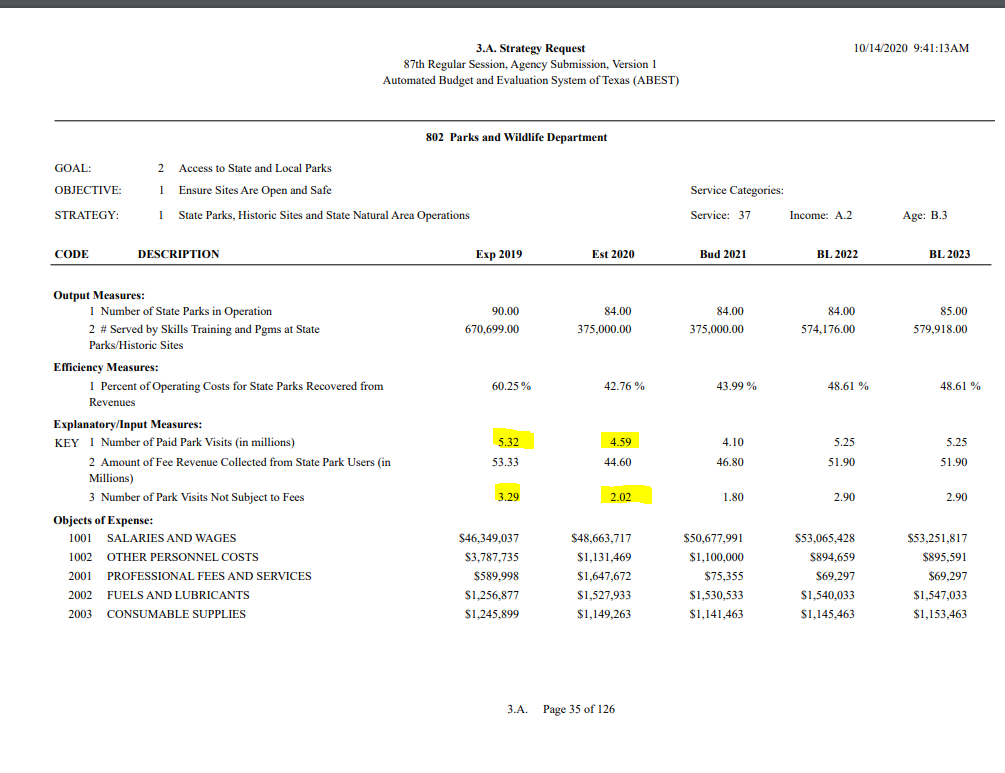 3.A. Strategy Request 10/14/2020 9:41:13AM
87th Regular Session, Agency Submission, Version 1
Automated Budget and Evaluation System of Texas (ABEST)
802 Parks and Wildlife Department
GOAL: 2 Access to State and Local Parks
OBJECTIVE: 1 Ensure Sites Are Open and Safe Service Categories:
STRATEGY: 1 State Parks, Historic Sites and State Natural Area Operations Service: 37 Income: A.2 Age: B.3
CODE DESCRIPTION Exp 2019 Est 2020 Bud 2021 BL 2022 BL 2023
Output Measures:
1 Number of State Parks in Operation 90.00 84.00 84.00 84.00 85.00
2 # Served by Skills Training and Pgms at State 670,699.00 375,000.00 375,000.00 574,176.00 579,918.00
Parks/Historic Sites
Efficiency Measures:
1 Percent of Operating Costs for State Parks Recovered from 60.25 % 42.76 % 43.99 % 48.61 % 48.61 %
Revenues
Explanatory/Input Measures:
KEY 1 Number of Paid Park Visits (in millions) 5.32 4.59 4.10 5.25 5.25
2 Amount of Fee Revenue Collected from State Park Users (in 53.33 44.60 46.80 51.90 51.90
Millions)
3 Number of Park Visits Not Subject to Fees 3.29 2.02 1.80 2.90 2.90
Objects of Expense:
1001 SALARIES AND WAGES $46,349,037 $48,663,717 $50,677,991 $53,065,428 $53,251,817
1002 OTHER PERSONNEL COSTS $3,787,735 $1,131,469 $1,100,000 $894,659 $895,591
2001 PROFESSIONAL FEES AND SERVICES $589,998 $1,647,672 $75,355 $69,297 $69,297
2002 FUELS AND LUBRICANTS $1,256,877 $1,527,933 $1,530,533 $1,540,033 $1,547,033
2003 CONSUMABLE SUPPLIES $1,245,899 $1,149,263 $1,141,463 $1,145,463 $1,153,463
3.A. Page 35 of 126